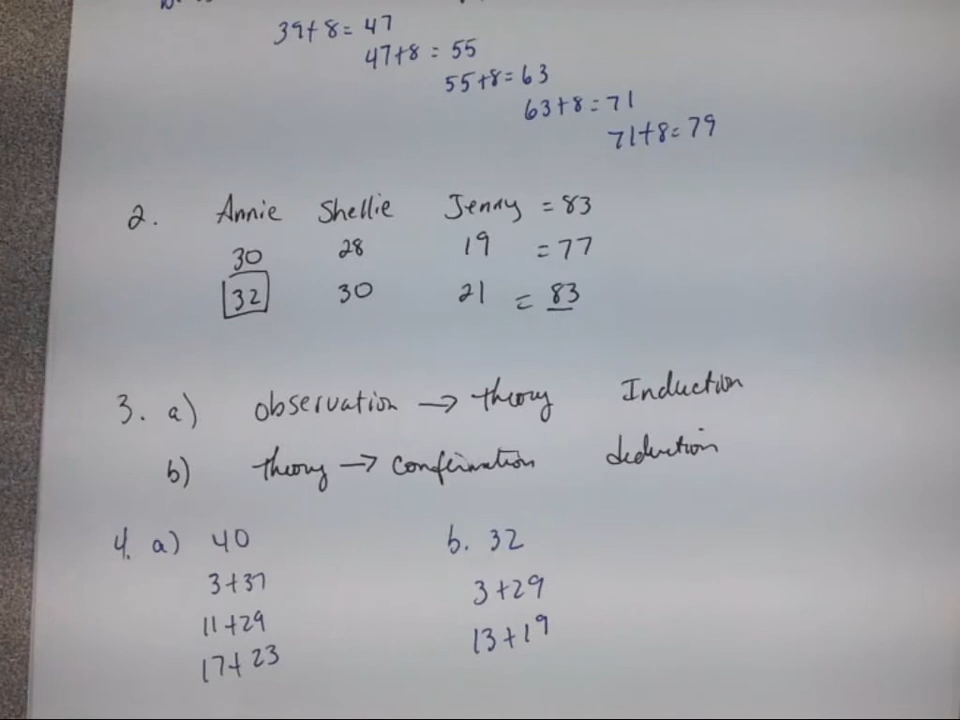 39+8=47
47+8=55
55+8=63
63+8=71
71+8=79
2. Annie Shellie Jenny =83
30 28 19 =77
32 30 21 = 83
3. a) observation → theory Induction
b) theory → confirmation deduction
4. a) 40 b. 32
3+37 3+29
11+29 13+19
17+23